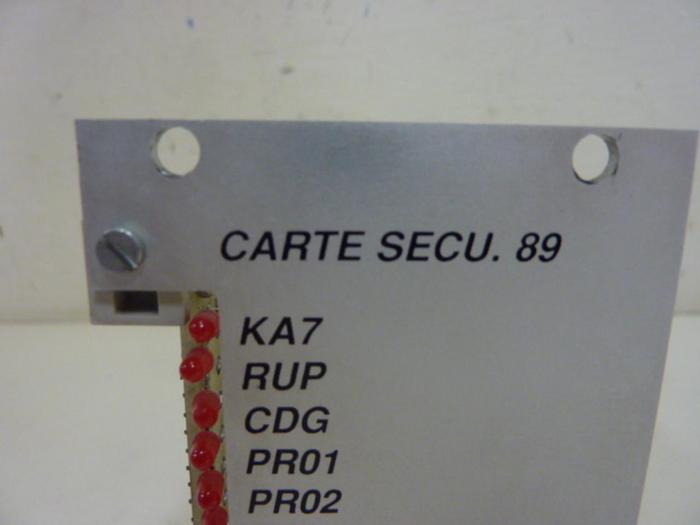 CARTE SECU. 89
KA7
RUP
CDG
PR01
PR02